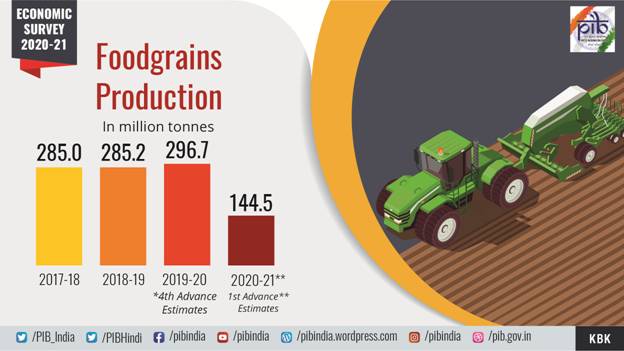 ECONOMIC
SURVEY
2020-21
pib
Foodgrains
Production
In million tonnes
285.0
285.2
296.7
144.5
2017-18
2018-19
2019-20
2020-21**
*4th Advance
Estimates
1st Advance**
Estimates
/PIB_India
/PIBHindi
/pibindia
/pibindia
/pibindia.wordpress.com
/pibindia
/pib.gov.in
KBK